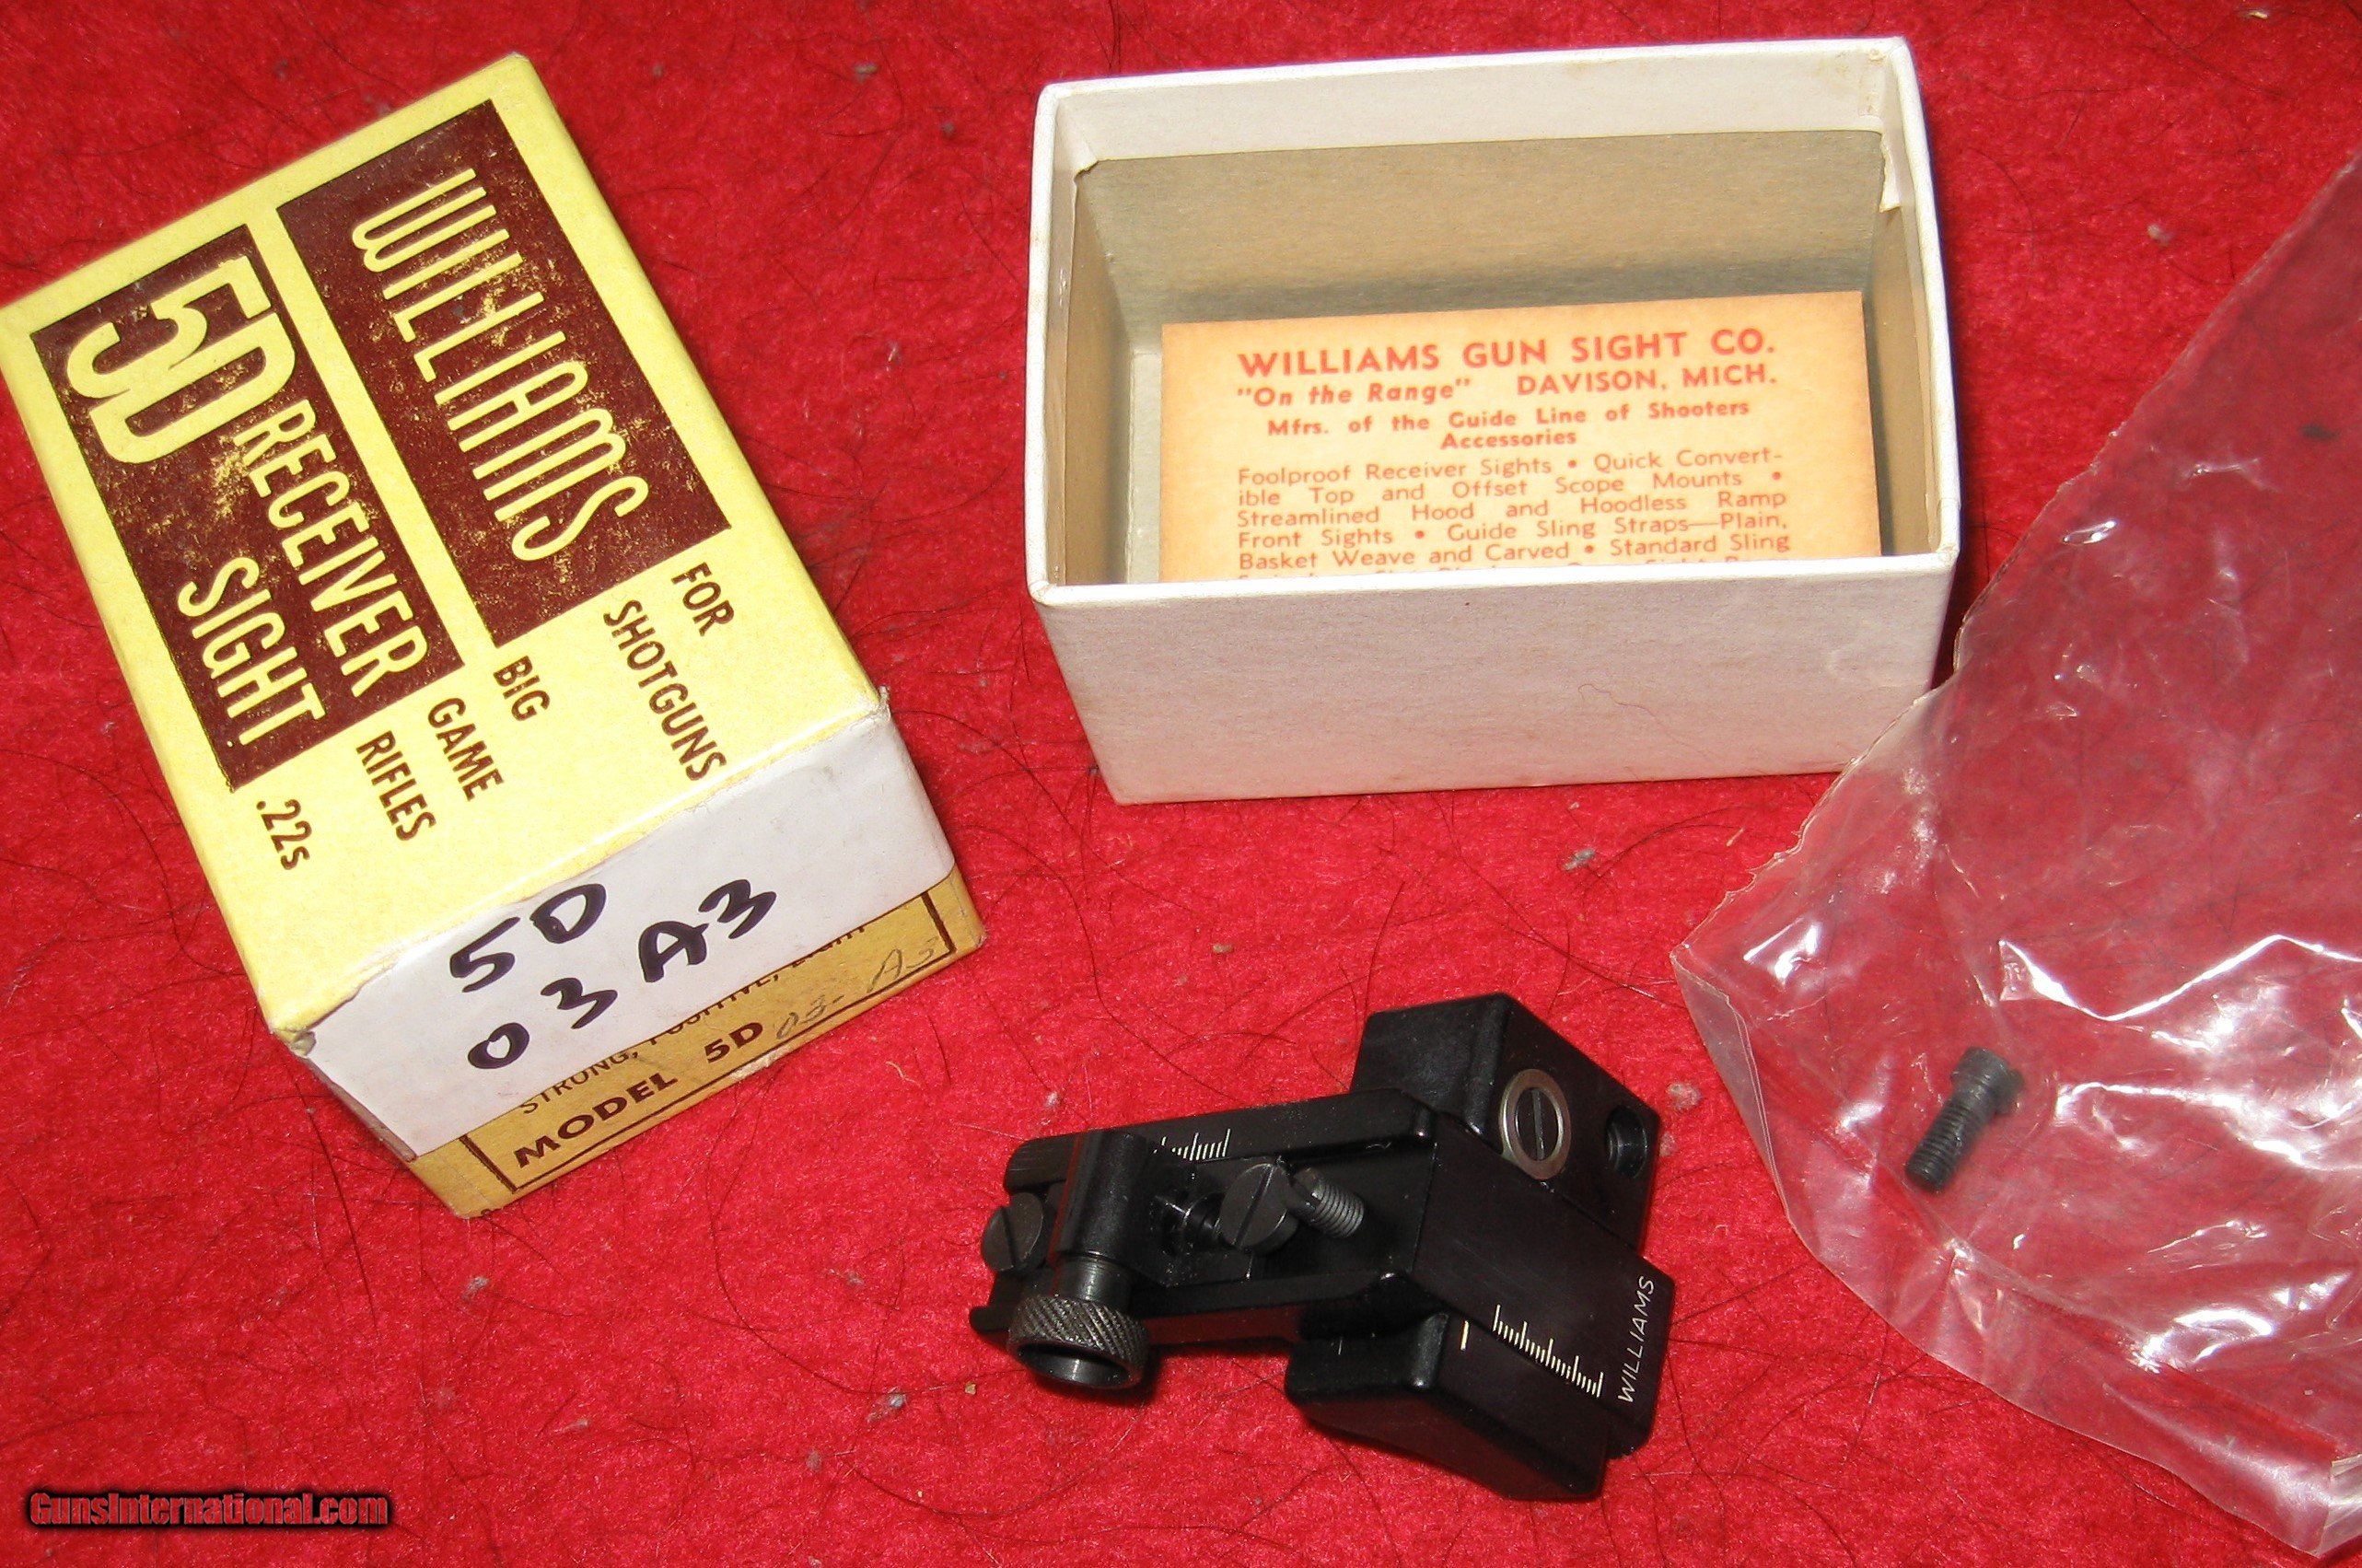 WILLIAMS
5D RECEIVER SIGHT
FOR SHOTGUNS
BIG GAME RIFLES
.22s
5D
03A3
STRONG,
MODEL 5D 03-A3
WILLIAMS GUN SIGHT CO.
"On the Range" DAVISON, MICH.
Mfrs. of the Guide Line of Shooters
Accessories
Foolproof Receiver Sights • Quick Convert-
ible Top and Offset Scope Mounts •
Streamlined Hood and Hoodless Ramp
Front Sights • Guide Sling Straps—Plain,
Basket Weave and Carved • Standard Sling
WILLIAMS
GunsInternational.com